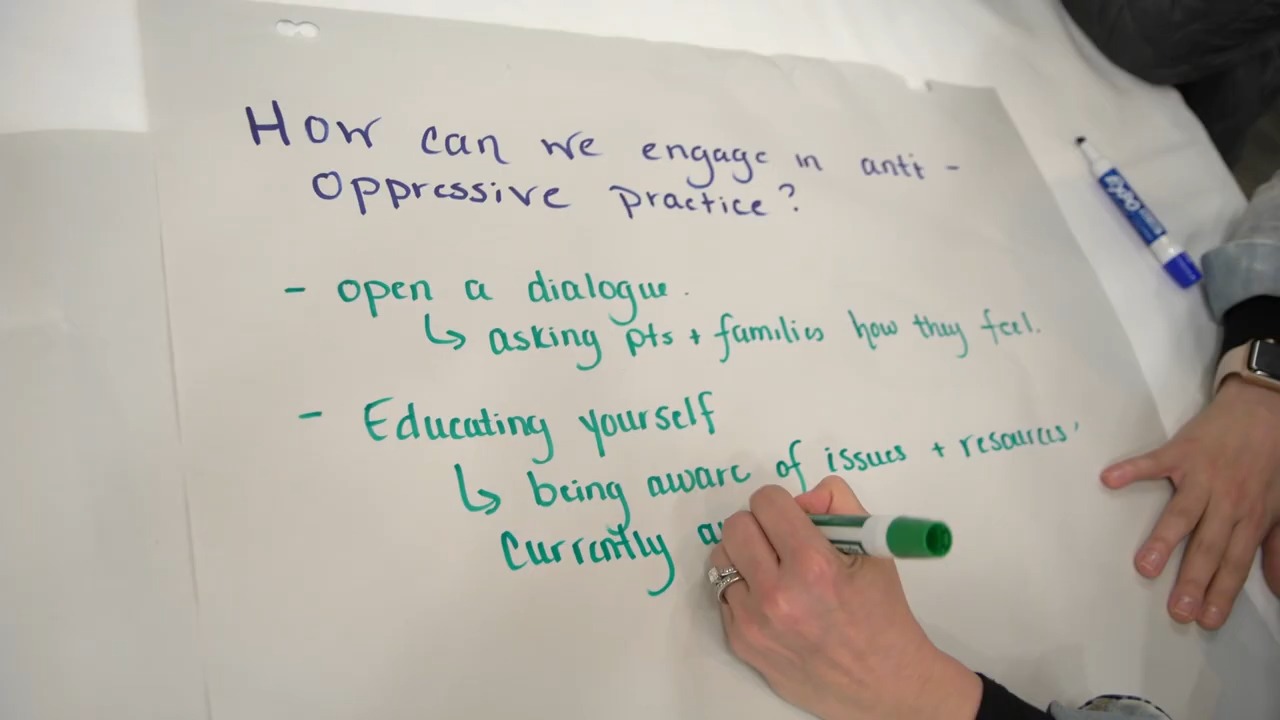 How can we engage in anti-
Oppressive practice?
- open a dialogue.
↳ asking pts + families how they feel.
- Educating yourself
↳ being aware of issues + resources
Currently
EXPO